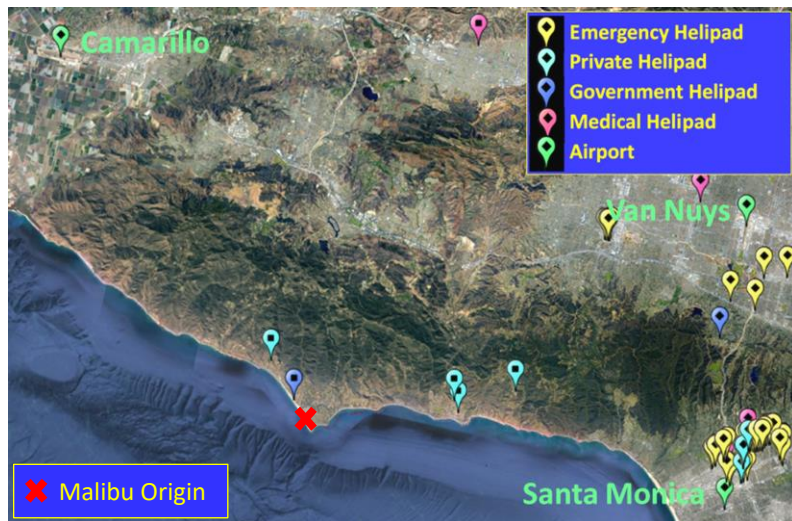 Camarillo
Emergency Helipad
Private Helipad
Government Helipad
Medical Helipad
Airport
Van Nuys
Santa Monica
Malibu Origin